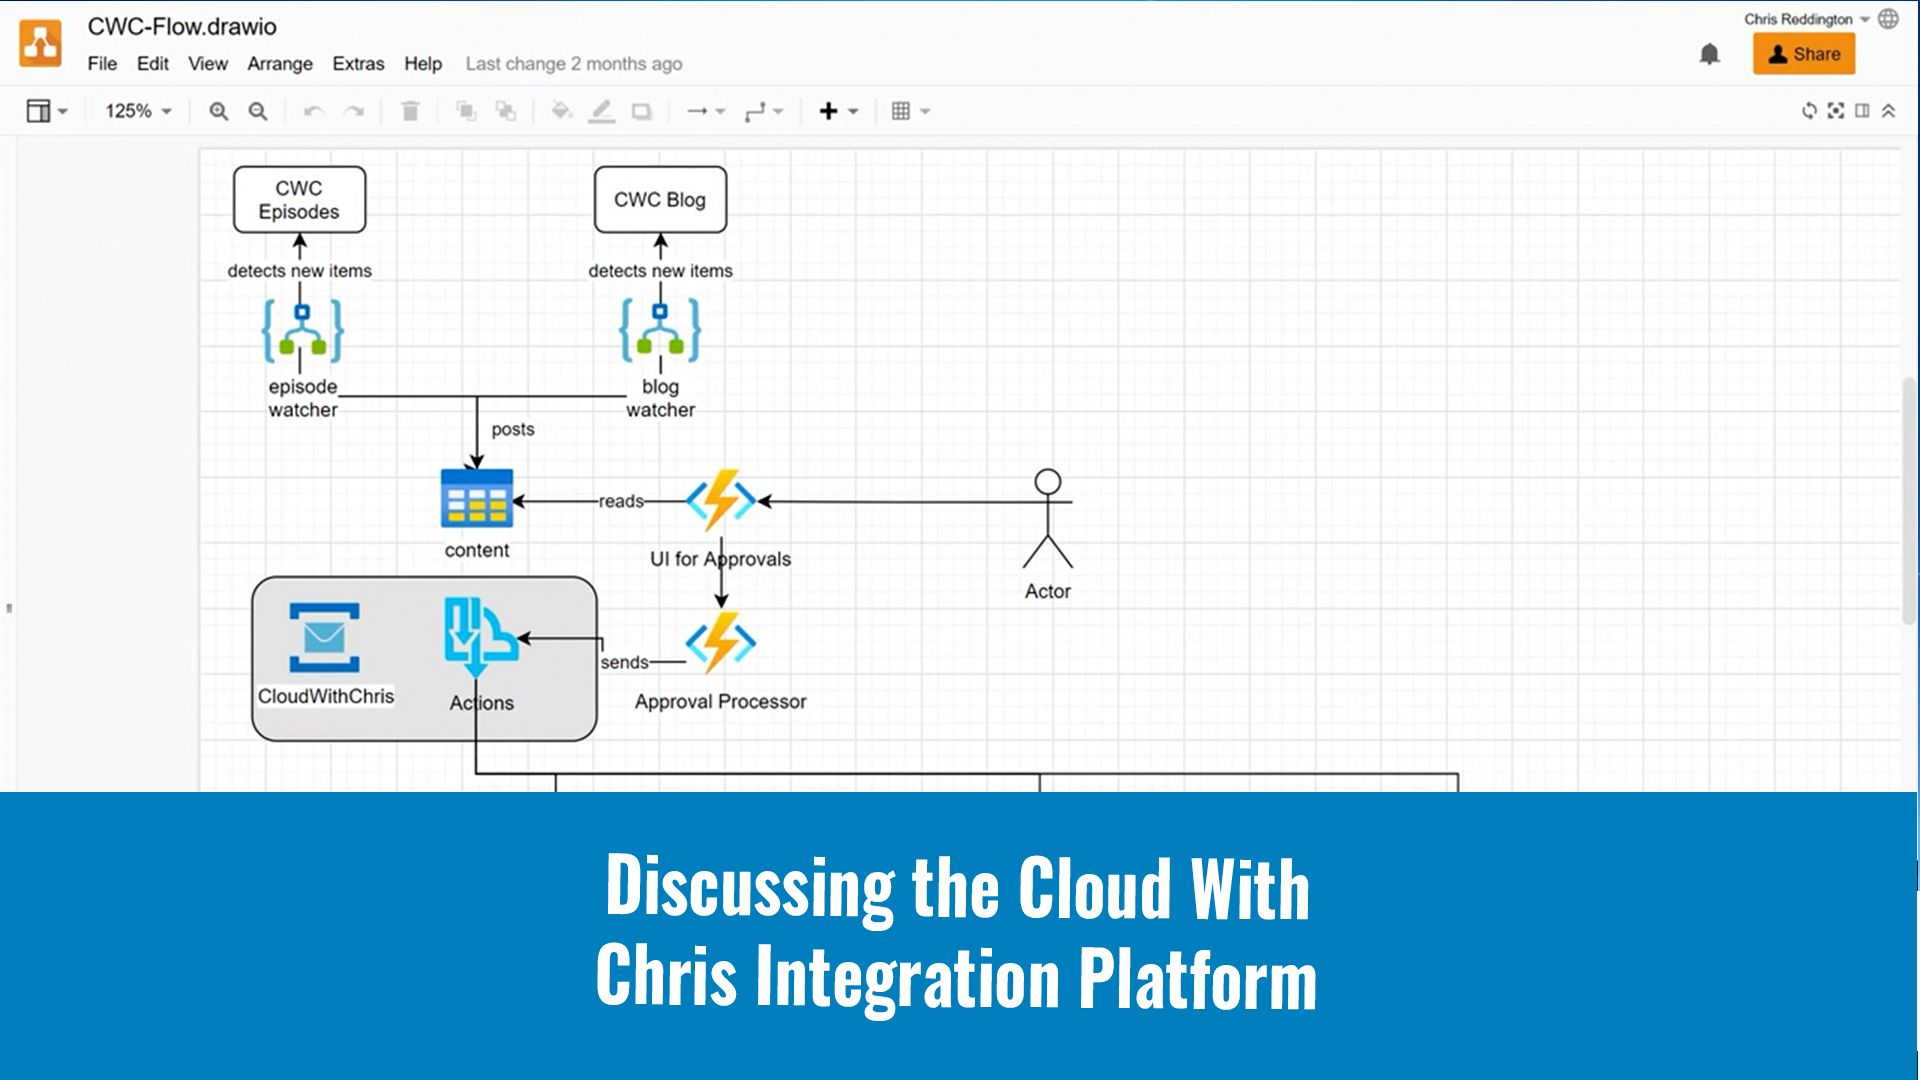 CWC-Flow.drawio
Chris Reddington
File Edit View Arrange Extras Help Last change 2 months ago
Share
125%
CWC
Episodes
CWC Blog
detects new items
detects new items
episode
watcher
blog
watcher
posts
reads
content
UI for Approvals
Actor
sends
CloudWithChris
Actions
Approval Processor
Discussing the Cloud With
Chris Integration Platform